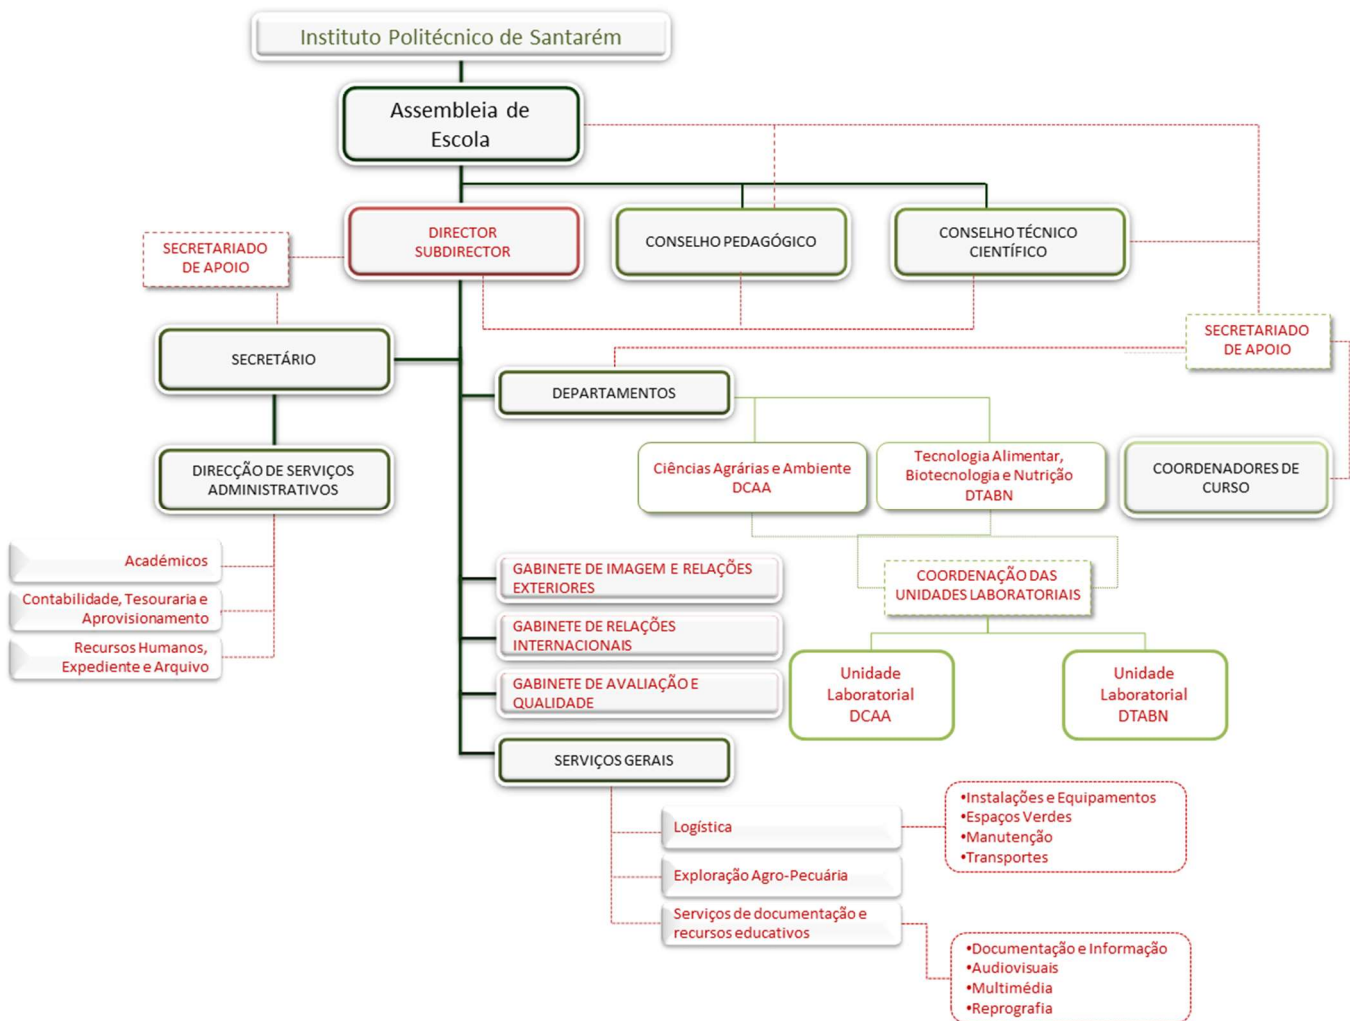 Instituto Politécnico de Santarém
Assembleia de
Escola
DIRECTOR
SUBDIRECTOR
CONSELHO PEDAGÓGICO
CONSELHO TÉCNICO
CIENTÍFICO
SECRETARIADO
DE APOIO
SECRETARIADO
DE APOIO
SECRETÁRIO
DEPARTAMENTOS
DIRECÇÃO DE SERVIÇOS
ADMINISTRATIVOS
Ciências Agrárias e Ambiente
DCAA
Tecnologia Alimentar,
Biotecnologia e Nutrição
DTABN
COORDENADORES DE
CURSO
Académicos
Contabilidade, Tesouraria e
Aprovisionamento
Recursos Humanos,
Expediente e Arquivo
GABINETE DE IMAGEM E RELAÇÕES
EXTERIORES
GABINETE DE RELAÇÕES
INTERNACIONAIS
GABINETE DE AVALIAÇÃO E
QUALIDADE
COORDENAÇÃO DAS
UNIDADES LABORATORIAIS
Unidade
Laboratorial
DCAA
Unidade
Laboratorial
DTABN
SERVIÇOS GERAIS
Logística
•Instalações e Equipamentos
•Espaços Verdes
•Manutenção
•Transportes
Exploração Agro-Pecuária
Serviços de documentação e
recursos educativos
•Documentação e Informação
•Audiovisuais
•Multimédia
•Reprografia